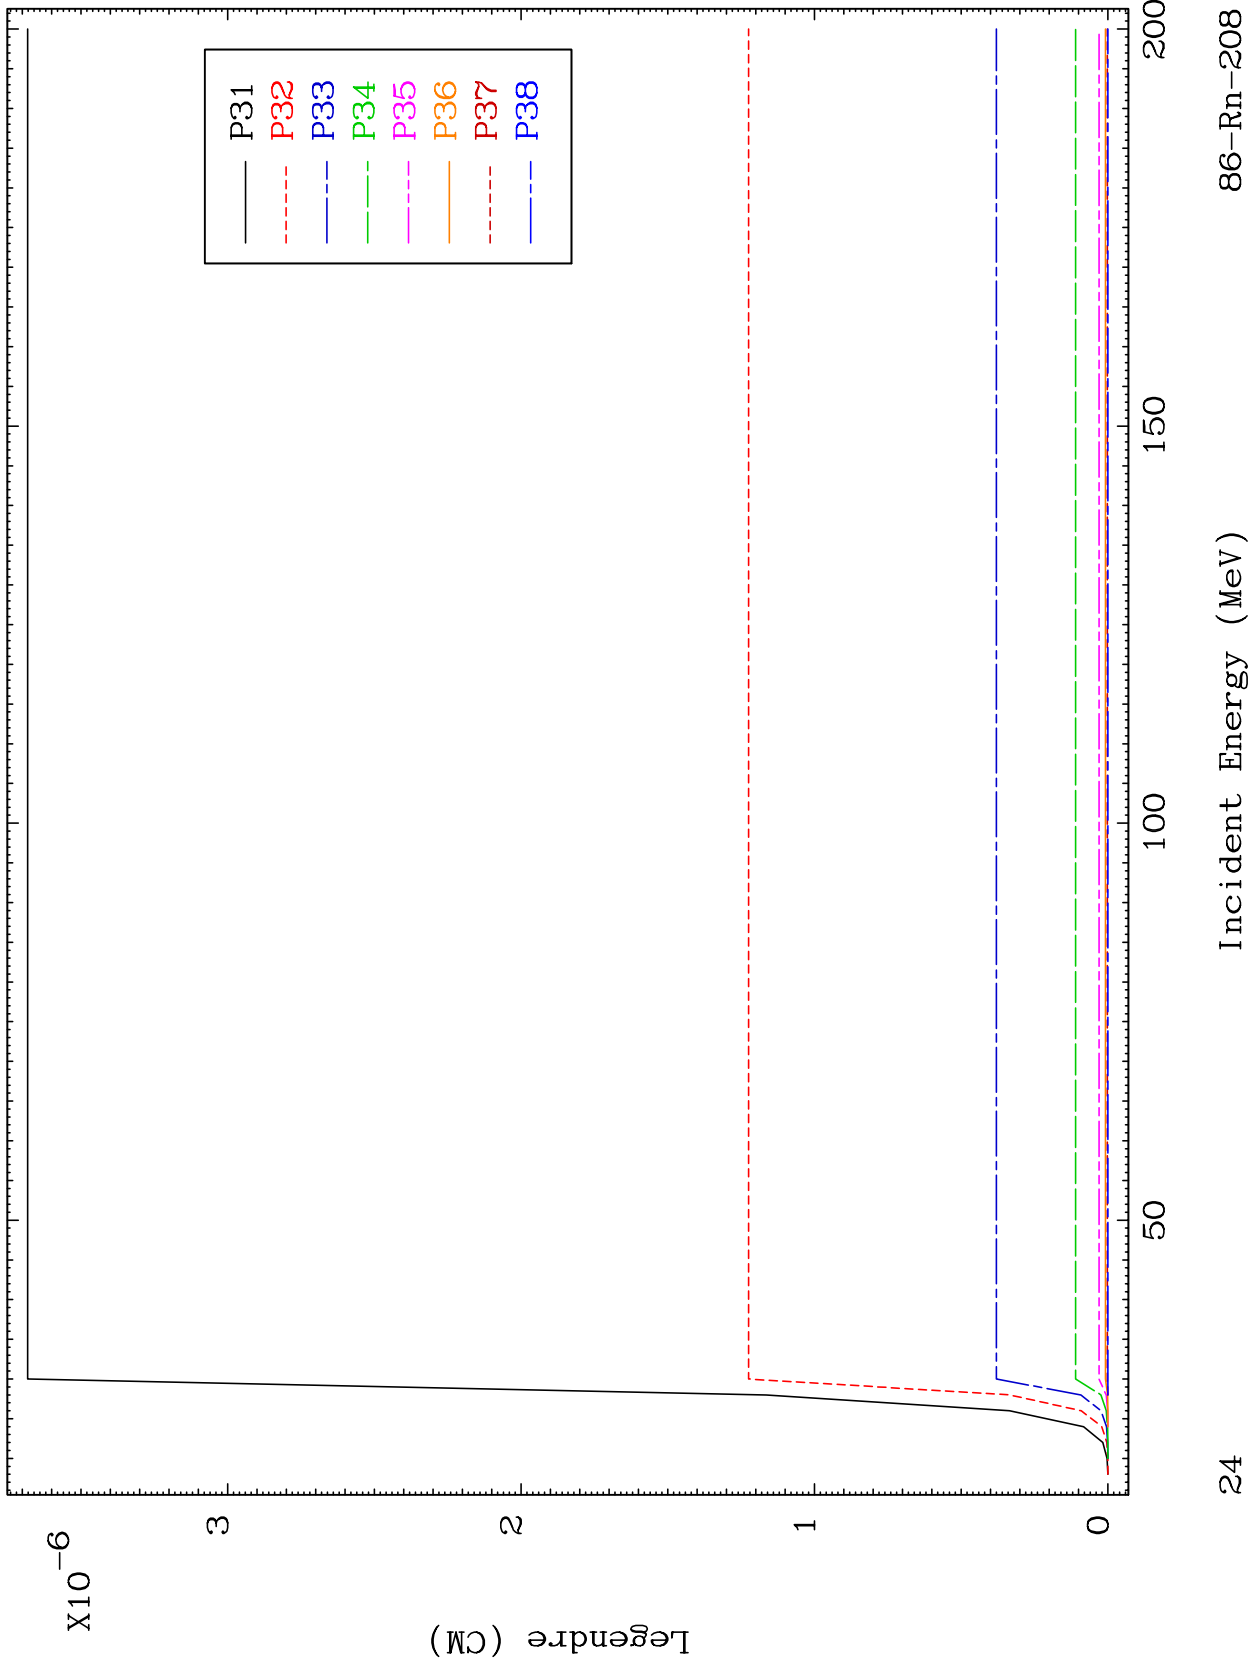 X10-6
3
2
1
0
Legendre (CM)
P31
P32
P33
P34
P35
P36
P37
P38
50
100
150
200
24
Incident Energy (MeV)
86-Rn-208